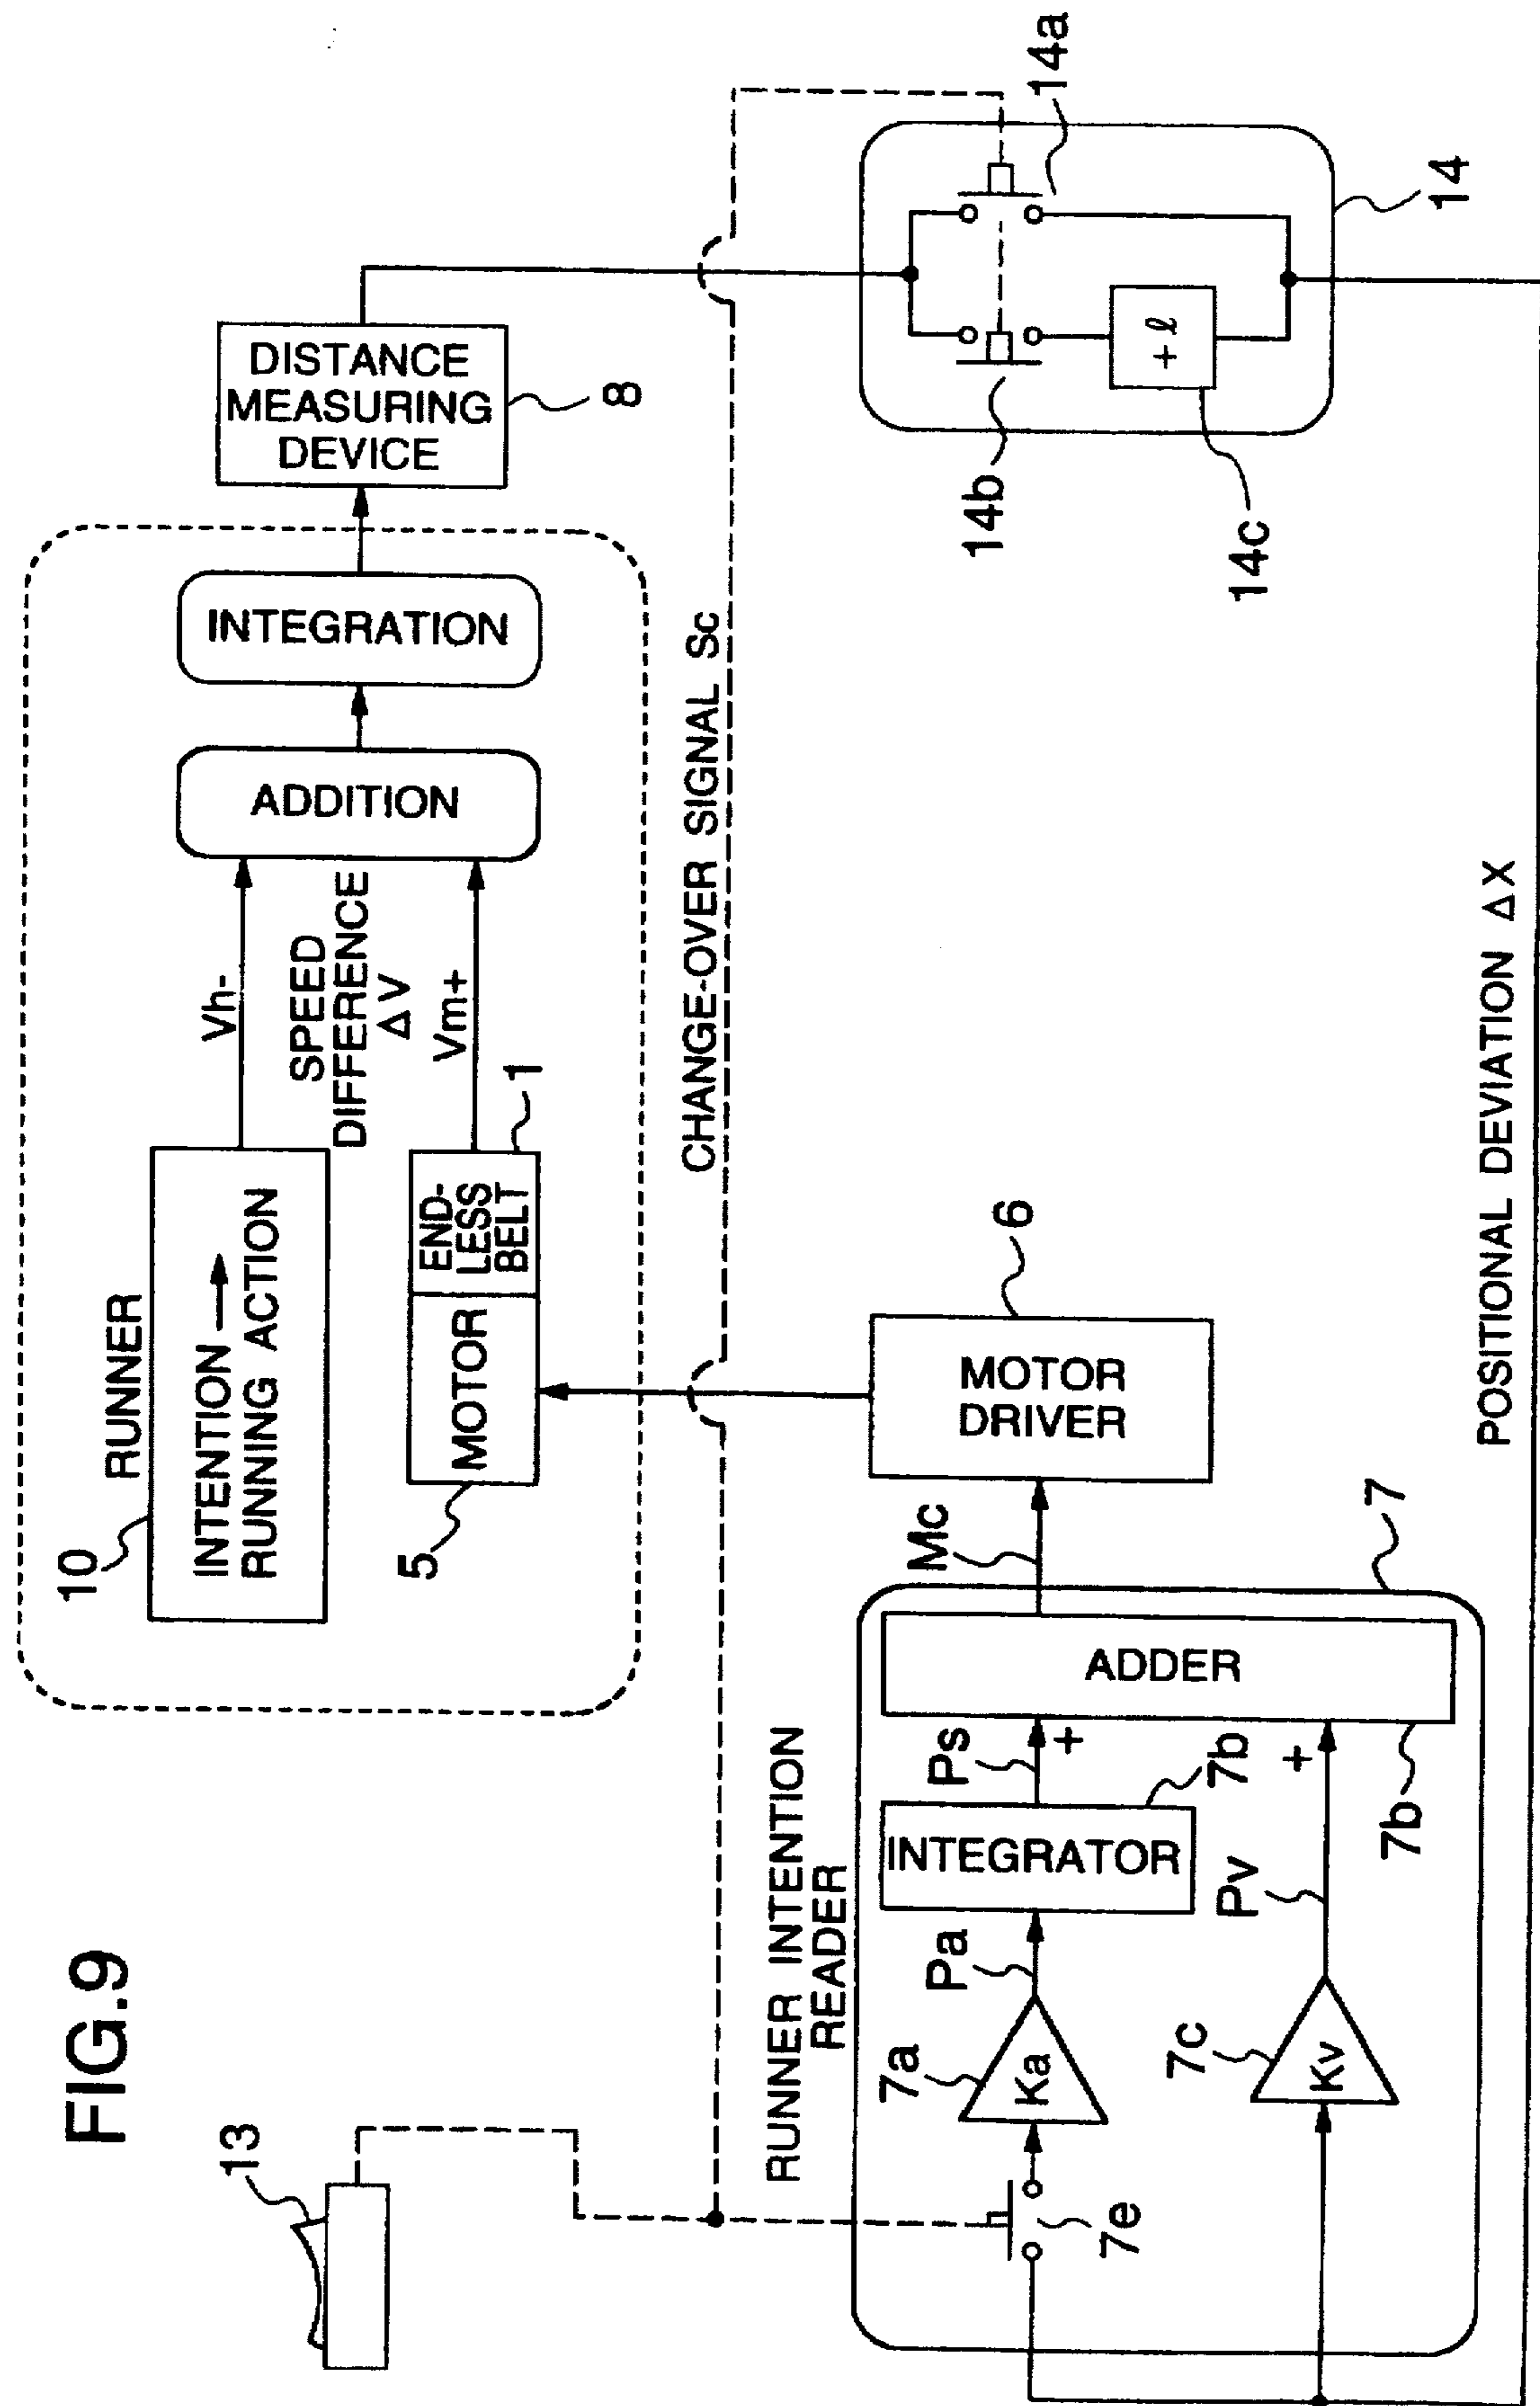 FIG.9
13
10
RUNNER
INTENTION
RUNNING ACTION
Vh-
SPEED
DIFFERENCE
ΔV
Vm+
5
MOTOR
END-
LESS
BELT
1
ADDITION
INTEGRATION
DISTANCE
MEASURING
DEVICE
8
CHANGE-OVER SIGNAL Sc
RUNNER INTENTION
READER
7e
7a
Ka
Pa
INTEGRATOR
7b
Ps
+
7c
Kv
Pv
+
ADDER
7b
7
Mc
MOTOR
DRIVER
6
14b
14a
+ℓ
14c
14
POSITIONAL DEVIATION ΔX